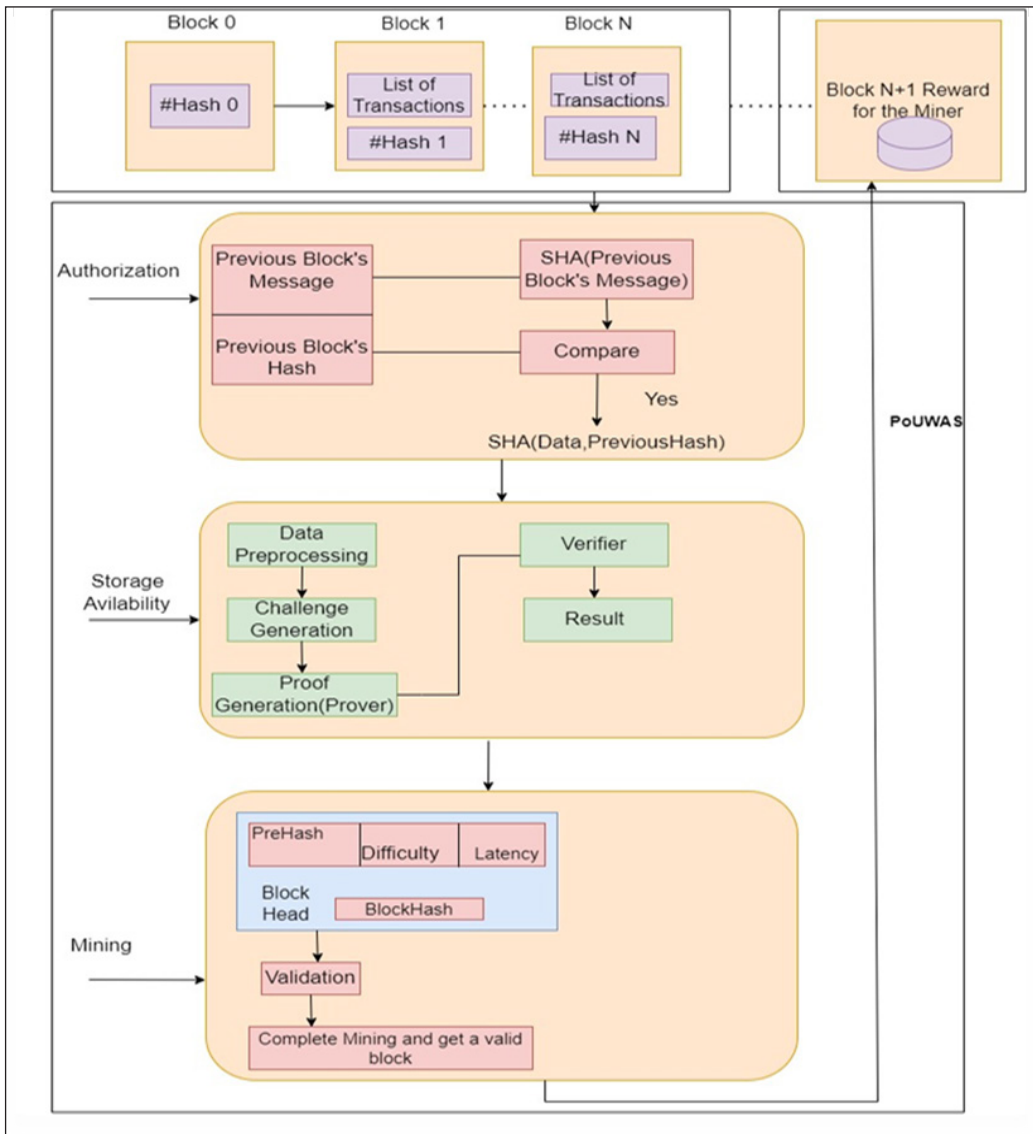 Block 0
Block 1
Block N
#Hash 0
List of
Transactions
#Hash 1
List of
Transactions
#Hash N
Block N+1 Reward
for the Miner
Authorization
Previous Block's
Message
SHA(Previous
Block's Message)
Previous Block's
Hash
Compare
Yes
SHA(Data,PreviousHash)
PoUWAS
Storage
Avilability
Data
Preprocessing
Challenge
Generation
Proof
Generation(Prover)
Verifier
Result
Mining
PreHash
Difficulty
Latency
Block
Head
BlockHash
Validation
Complete Mining and get a valid
block